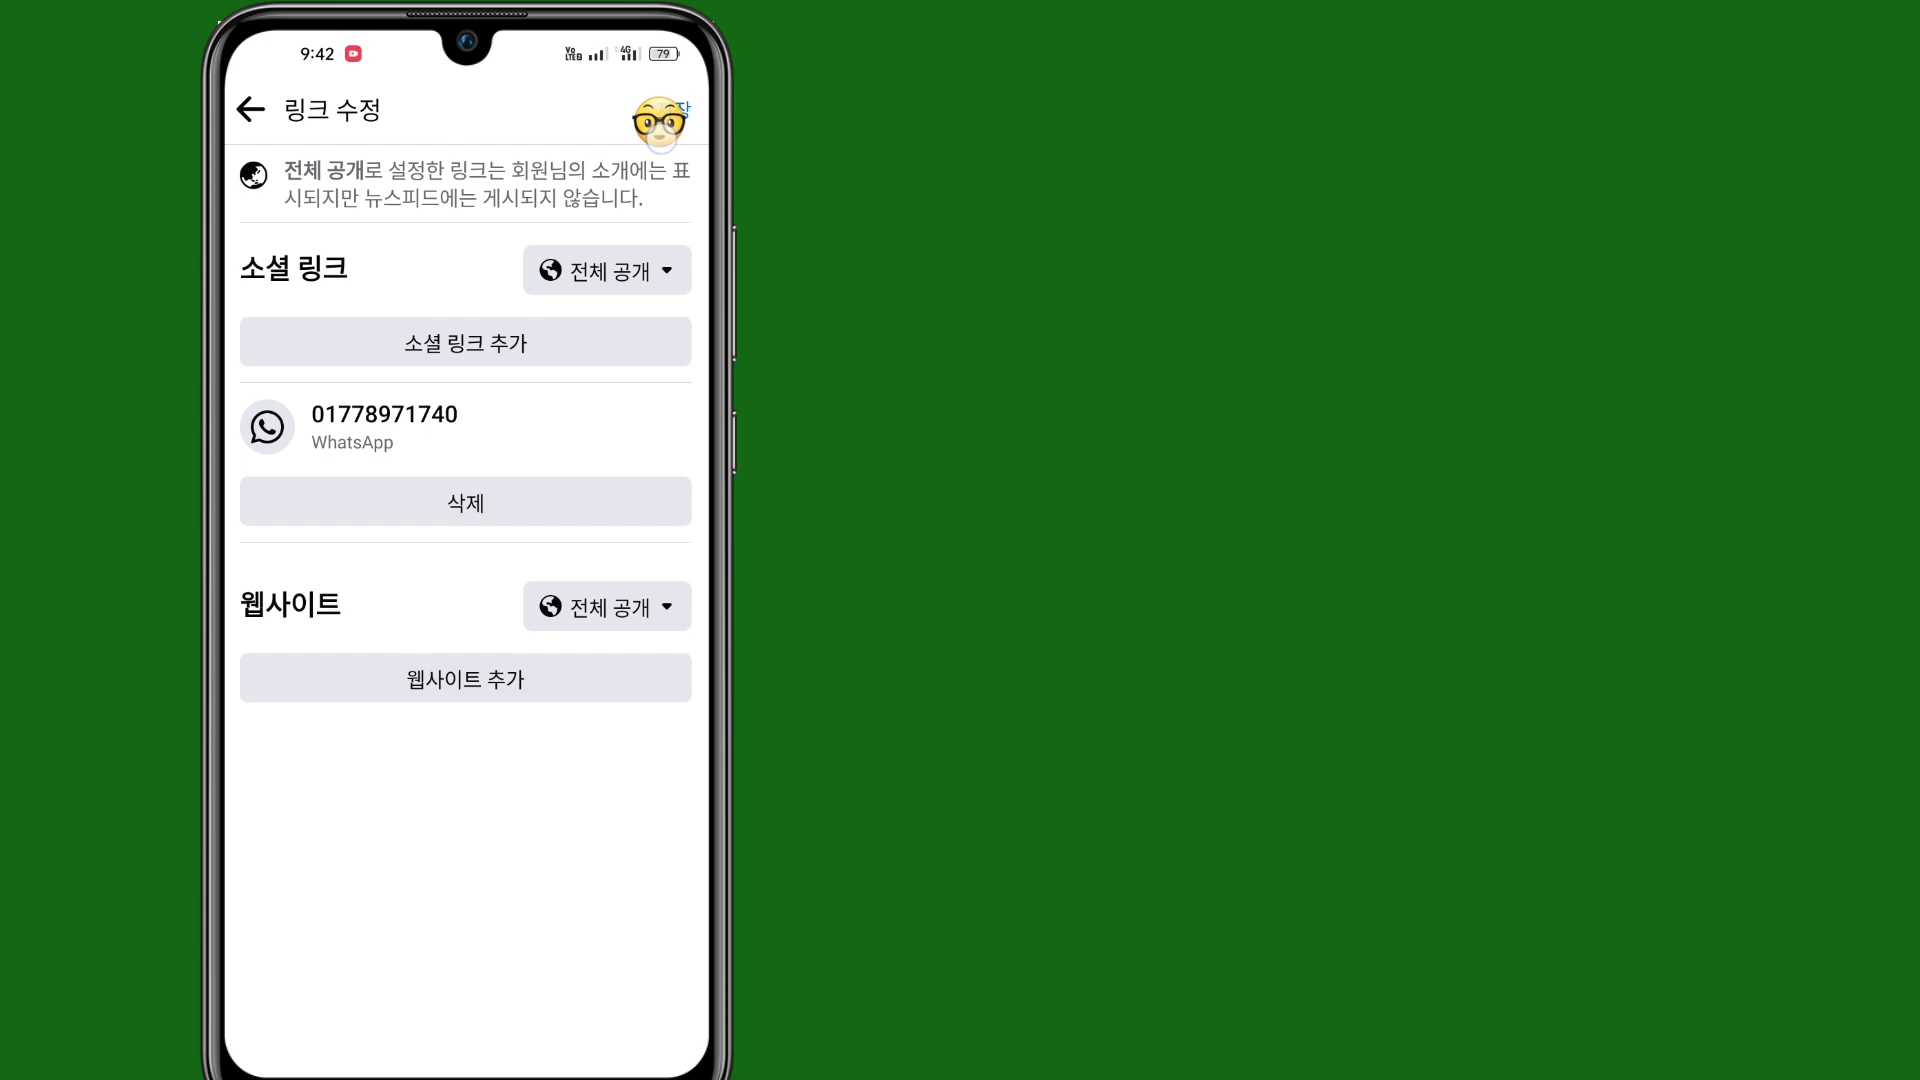 9:42
Vo LTE 4G 79
링크 수정
전체 공개로 설정한 링크는 회원님의 소개에는 표
시되지만 뉴스피드에는 게시되지 않습니다.
소셜 링크
전체 공개
소셜 링크 추가
01778971740
WhatsApp
삭제
웹사이트
전체 공개
웹사이트 추가